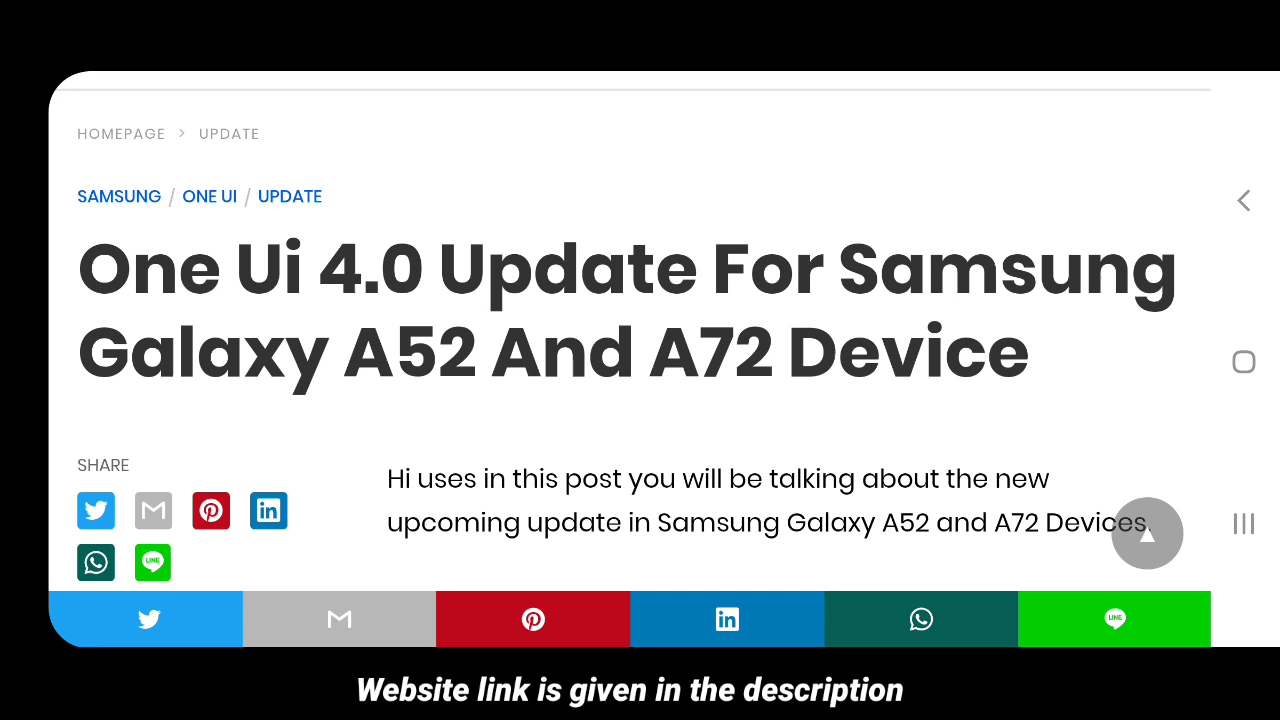 HOMEPAGE > UPDATE
SAMSUNG / ONE UI / UPDATE
One Ui 4.0 Update For Samsung
Galaxy A52 And A72 Device
SHARE
Hi uses in this post you will be talking about the new
upcoming update in Samsung Galaxy A52 and A72 Devices.
LINE
LINE
Website link is given in the description